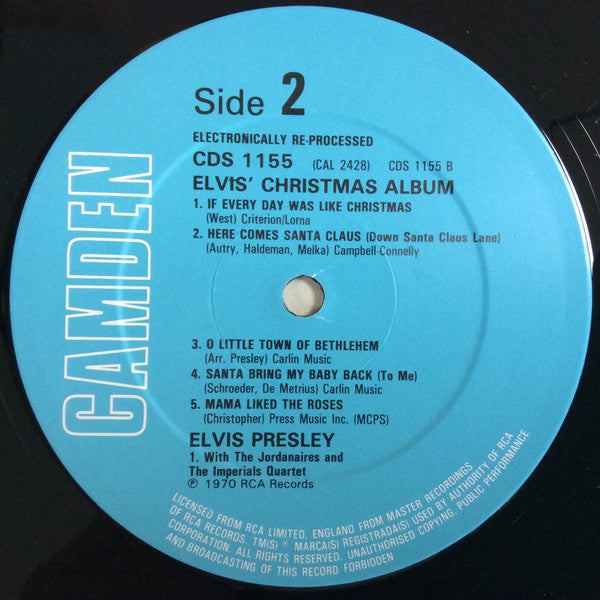 CAMDEN
Side 2
ELECTRONICALLY RE-PROCESSED
CDS 1155 (CAL 2428) CDS 1155 B
ELVIS' CHRISTMAS ALBUM
1. IF EVERY DAY WAS LIKE CHRISTMAS
(West) Criterion/Lorna
2. HERE COMES SANTA CLAUS (Down Santa Claus Lane)
(Autry, Haldeman, Melka) Campbell-Connelly
3. O LITTLE TOWN OF BETHLEHEM
(Arr. Presley) Carlin Music
4. SANTA BRING MY BABY BACK (To Me)
(Schroeder, De Metrius) Carlin Music
5. MAMA LIKED THE ROSES
(Christopher) Press Music Inc. (MCPS)
ELVIS PRESLEY
1. With The Jordanaires and
The Imperials Quartet
℗ 1970 RCA Records
LICENSED FROM RCA LIMITED, ENGLAND FROM MASTER RECORDINGS
OF RCA RECORDS. TM(S) ® MARCA(S) REGISTRADA(S) USED BY AUTHORITY OF RCA
CORPORATION. ALL RIGHTS RESERVED. UNAUTHORISED COPYING, PUBLIC PERFORMANCE
AND BROADCASTING OF THIS RECORD FORBIDDEN